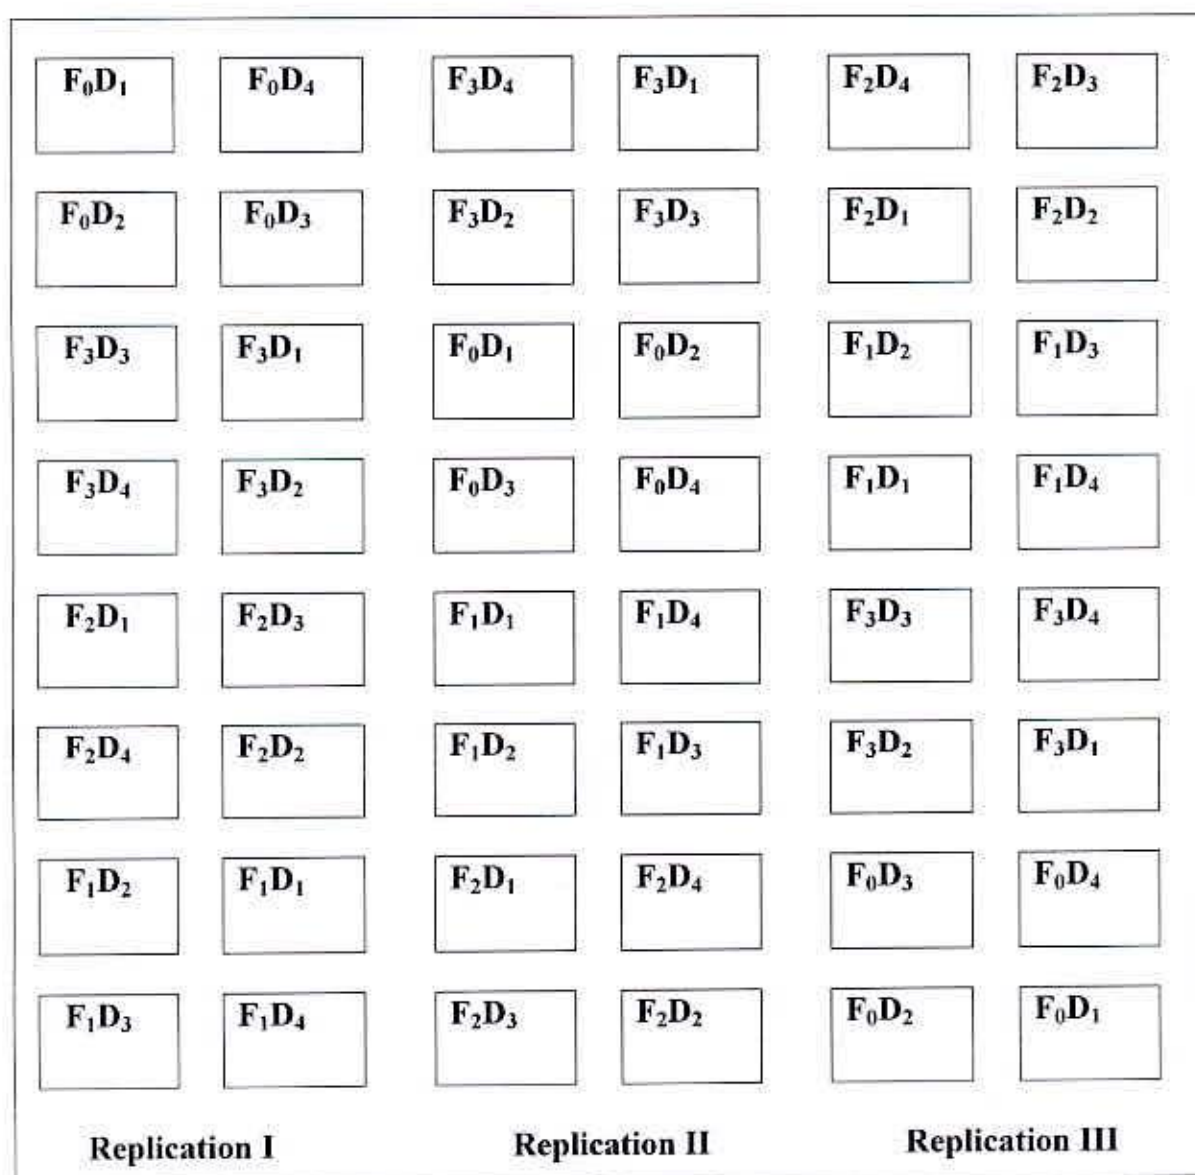 F₀D₁ F₀D₄ F₃D₄ F₃D₁ F₂D₄ F₂D₃
F₀D₂ F₀D₃ F₃D₂ F₃D₃ F₂D₁ F₂D₂
F₃D₃ F₃D₁ F₀D₁ F₀D₂ F₁D₂ F₁D₃
F₃D₄ F₃D₂ F₀D₃ F₀D₄ F₁D₁ F₁D₄
F₂D₁ F₂D₃ F₁D₁ F₁D₄ F₃D₃ F₃D₄
F₂D₄ F₂D₂ F₁D₂ F₁D₃ F₃D₂ F₃D₁
F₁D₂ F₁D₁ F₂D₁ F₂D₄ F₀D₃ F₀D₄
F₁D₃ F₁D₄ F₂D₃ F₂D₂ F₀D₂ F₀D₁
Replication I Replication II Replication III